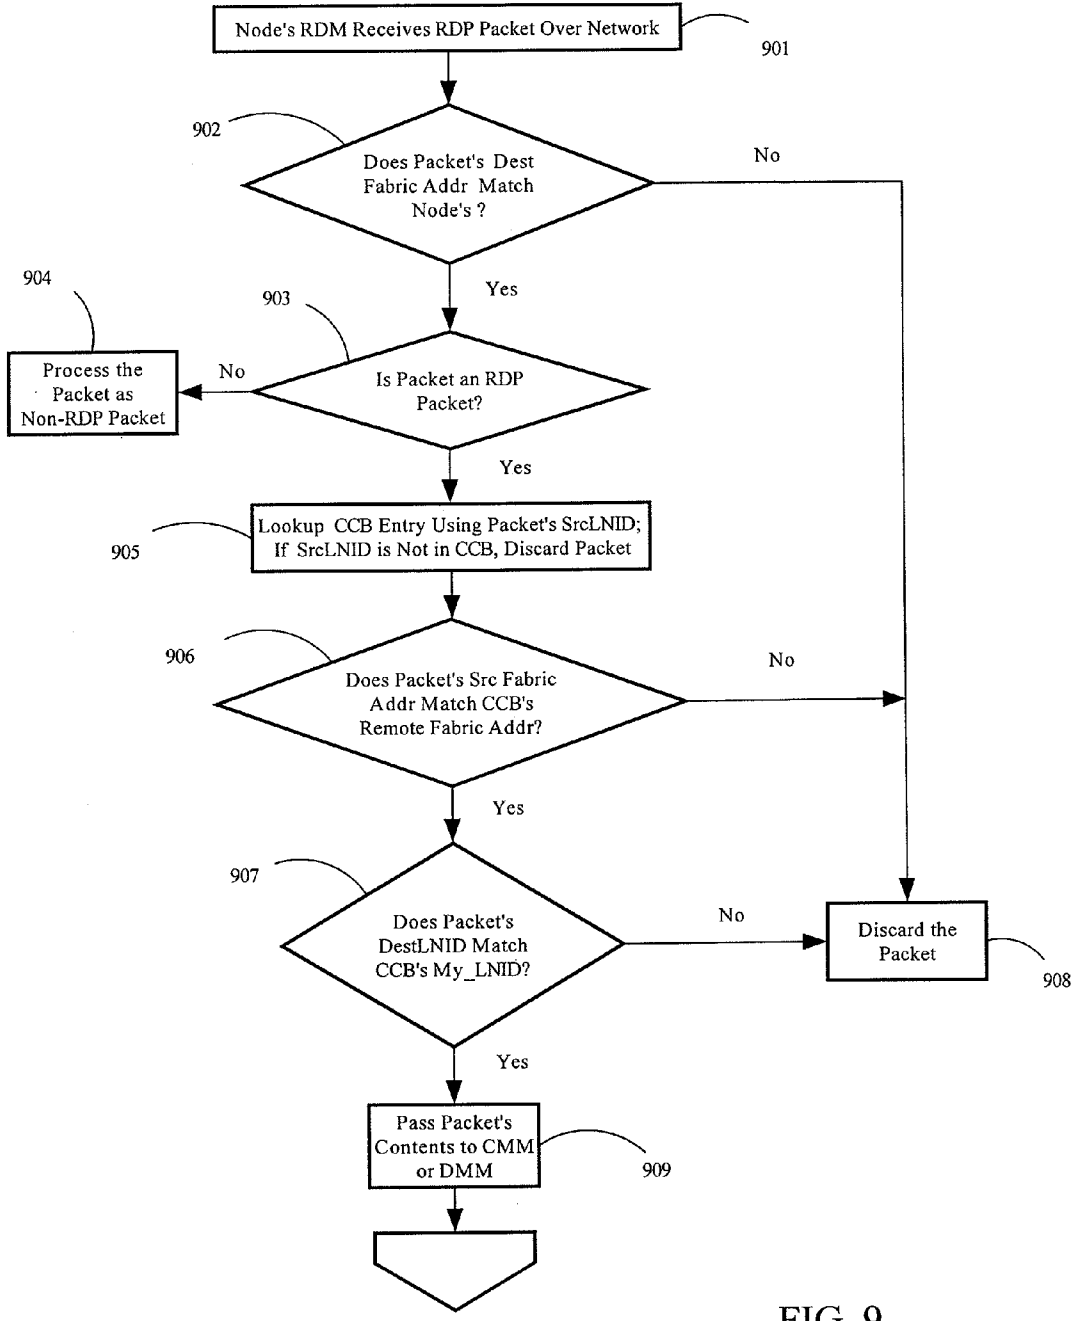 Node's RDM Receives RDP Packet Over Network
901
902
Does Packet's Dest
Fabric Addr Match
Node's ?
No
Yes
904
903
Process the
Packet as
Non-RDP Packet
No
Is Packet an RDP
Packet?
Yes
905
Lookup CCB Entry Using Packet's SrcLNID;
If SrcLNID is Not in CCB, Discard Packet
906
Does Packet's Src Fabric
Addr Match CCB's
Remote Fabric Addr?
No
Yes
907
Does Packet's
DestLNID Match
CCB's My_LNID?
No
Discard the
Packet
908
Yes
Pass Packet's
Contents to CMM
or DMM
909
FIG. 9